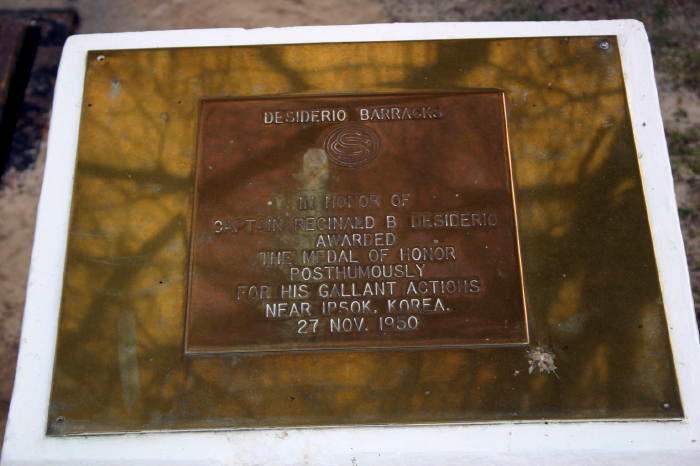 DESIDERIO BARRACKS
IN HONOR OF
CAPTAIN REGINALD B DESIDERIO
AWARDED
THE MEDAL OF HONOR
POSTHUMOUSLY
FOR HIS GALLANT ACTIONS
NEAR IPSOK, KOREA.
27 NOV. 1950